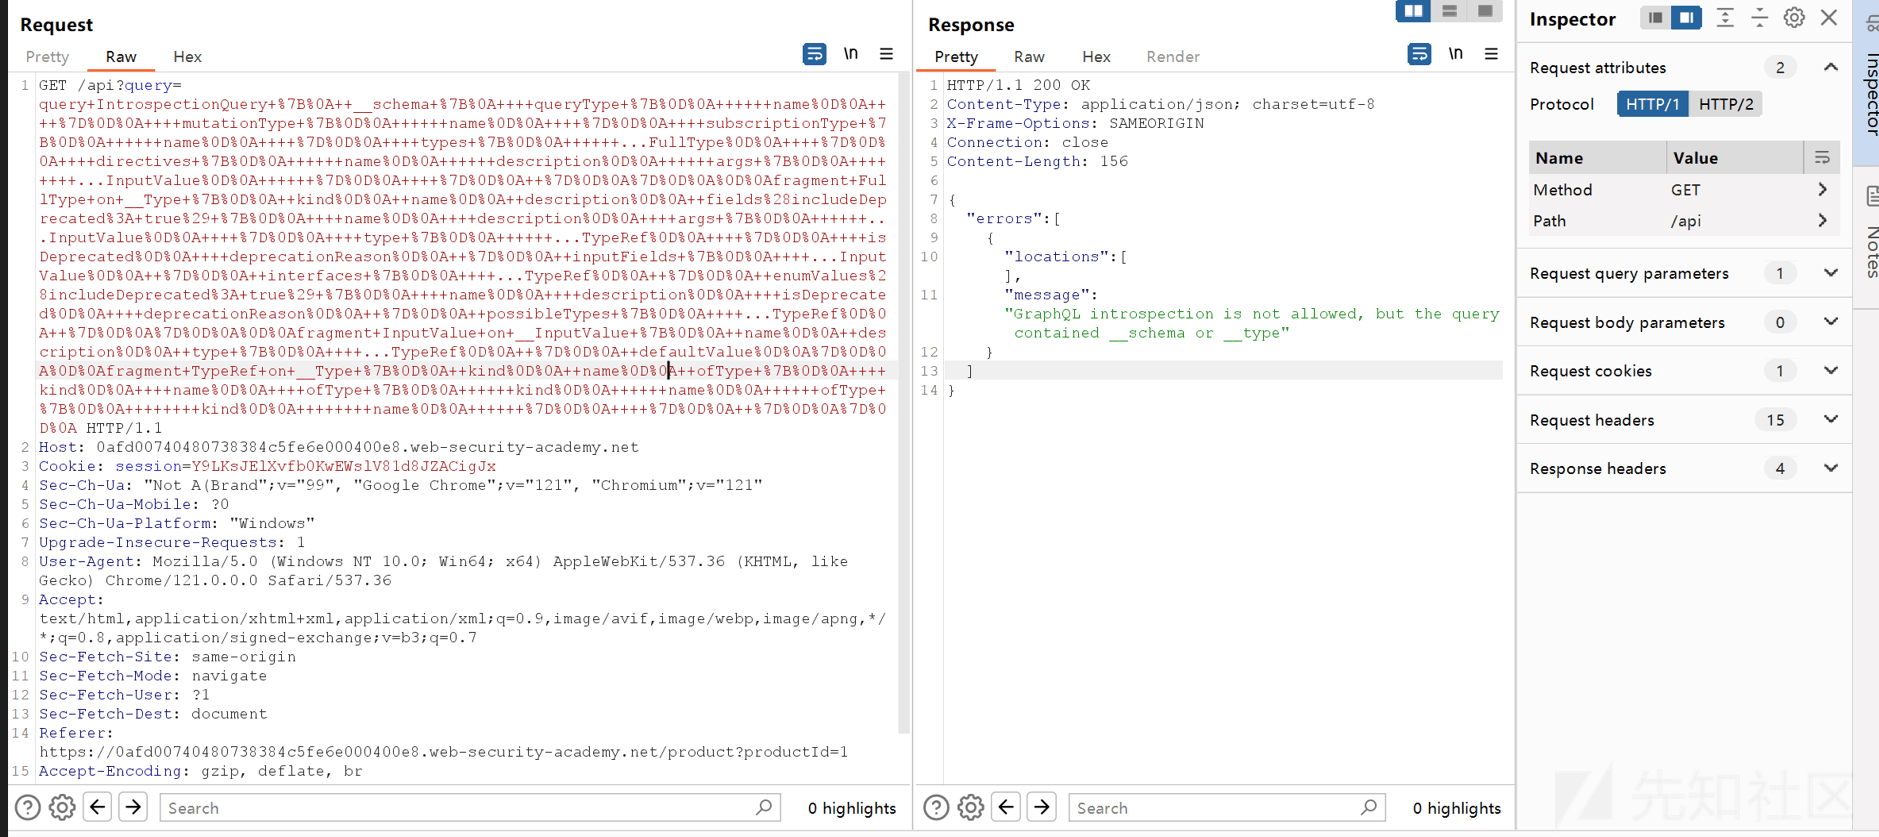 Request
Pretty Raw Hex \n
1 GET /api?query=
query+IntrospectionQuery+%7B%0A++__schema+%7B%0A++++queryType+%7B%0D%0A++++++name%0D%0A++
++%7D%0D%0A++++mutationType+%7B%0D%0A++++++name%0D%0A++++%7D%0D%0A++++subscriptionType+%7
B%0D%0A++++++name%0D%0A++++%7D%0D%0A++++types+%7B%0D%0A++++++...FullType%0D%0A++++%7D%0D%
0A++++directives+%7B%0D%0A++++++name%0D%0A++++++description%0D%0A++++++args+%7B%0D%0A++++
++++...InputValue%0D%0A++++++%7D%0D%0A++++%7D%0D%0A++%7D%0D%0A%7D%0D%0A%0D%0Afragment+Ful
lType+on+__Type+%7B%0D%0A++kind%0D%0A++name%0D%0A++description%0D%0A++fields%28includeDep
recated%3A+true%29+%7B%0D%0A++++name%0D%0A++++description%0D%0A++++args+%7B%0D%0A++++++..
.InputValue%0D%0A++++%7D%0D%0A++++type+%7B%0D%0A++++++...TypeRef%0D%0A++++%7D%0D%0A++++is
Deprecated%0D%0A++++deprecationReason%0D%0A++%7D%0D%0A++inputFields+%7B%0D%0A++++...Input
Value%0D%0A++%7D%0D%0A++interfaces+%7B%0D%0A++++...TypeRef%0D%0A++%7D%0D%0A++enumValues%2
8includeDeprecated%3A+true%29+%7B%0D%0A++++name%0D%0A++++description%0D%0A++++isDeprecate
d%0D%0A++++deprecationReason%0D%0A++%7D%0D%0A++possibleTypes+%7B%0D%0A++++...TypeRef%0D%0
A++%7D%0D%0A%7D%0D%0A%0D%0Afragment+InputValue+on+__InputValue+%7B%0D%0A++name%0D%0A++des
cription%0D%0A++type+%7B%0D%0A++++...TypeRef%0D%0A++%7D%0D%0A++defaultValue%0D%0A%7D%0D%0
A%0D%0Afragment+TypeRef+on+__Type+%7B%0D%0A++kind%0D%0A++name%0D%0A++ofType+%7B%0D%0A++++
kind%0D%0A++++name%0D%0A++++ofType+%7B%0D%0A++++++kind%0D%0A++++++name%0D%0A++++++ofType+
%7B%0D%0A++++++++kind%0D%0A++++++++name%0D%0A++++++%7D%0D%0A++++%7D%0D%0A++%7D%0D%0A%7D%0
D%0A HTTP/1.1
2 Host: 0afd00740480738384c5fe6e000400e8.web-security-academy.net
3 Cookie: session=Y9LKsJElXvfb0KwEWslV81d8JZACigJx
4 Sec-Ch-Ua: "Not A(Brand";v="99", "Google Chrome";v="121", "Chromium";v="121"
5 Sec-Ch-Ua-Mobile: ?0
6 Sec-Ch-Ua-Platform: "Windows"
7 Upgrade-Insecure-Requests: 1
8 User-Agent: Mozilla/5.0 (Windows NT 10.0; Win64; x64) AppleWebKit/537.36 (KHTML, like
Gecko) Chrome/121.0.0.0 Safari/537.36
9 Accept:
text/html,application/xhtml+xml,application/xml;q=0.9,image/avif,image/webp,image/apng,*/
*;q=0.8,application/signed-exchange;v=b3;q=0.7
10 Sec-Fetch-Site: same-origin
11 Sec-Fetch-Mode: navigate
12 Sec-Fetch-User: ?1
13 Sec-Fetch-Dest: document
14 Referer:
https://0afd00740480738384c5fe6e000400e8.web-security-academy.net/product?productId=1
15 Accept-Encoding: gzip, deflate, br
Search 0 highlights
Response
Pretty Raw Hex Render \n
1 HTTP/1.1 200 OK
2 Content-Type: application/json; charset=utf-8
3 X-Frame-Options: SAMEORIGIN
4 Connection: close
5 Content-Length: 156
6
7 {
8 "errors":[
9 {
10 "locations":[
],
11 "message":
"GraphQL introspection is not allowed, but the query
contained __schema or __type"
12 }
13 ]
14 }
Search 0 highlights
Inspector
Request attributes 2
Protocol HTTP/1 HTTP/2
Name Value
Method GET
Path /api
Request query parameters 1
Request body parameters 0
Request cookies 1
Request headers 15
Response headers 4
Inspector
Notes
先知社区